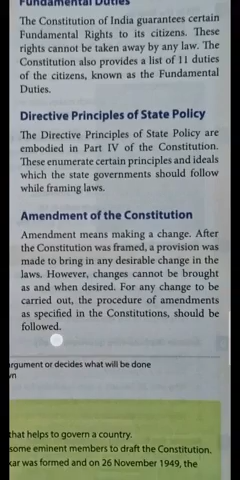 Fundamental Duties
The Constitution of India guarantees certain
Fundamental Rights to its citizens. These
rights cannot be taken away by any law. The
Constitution also provides a list of 11 duties
of the citizens, known as the Fundamental
Duties.
Directive Principles of State Policy
The Directive Principles of State Policy are
embodied in Part IV of the Constitution.
These enumerate certain principles and ideals
which the state governments should follow
while framing laws.
Amendment of the Constitution
Amendment means making a change. After
the Constitution was framed, a provision was
made to bring in any desirable change in the
laws. However, changes cannot be brought
as and when desired. For any change to be
carried out, the procedure of amendments
as specified in the Constitutions, should be
followed.
rgument or decides what will be done
wn
that helps to govern a country.
some eminent members to draft the Constitution.
kar was formed and on 26 November 1949, the